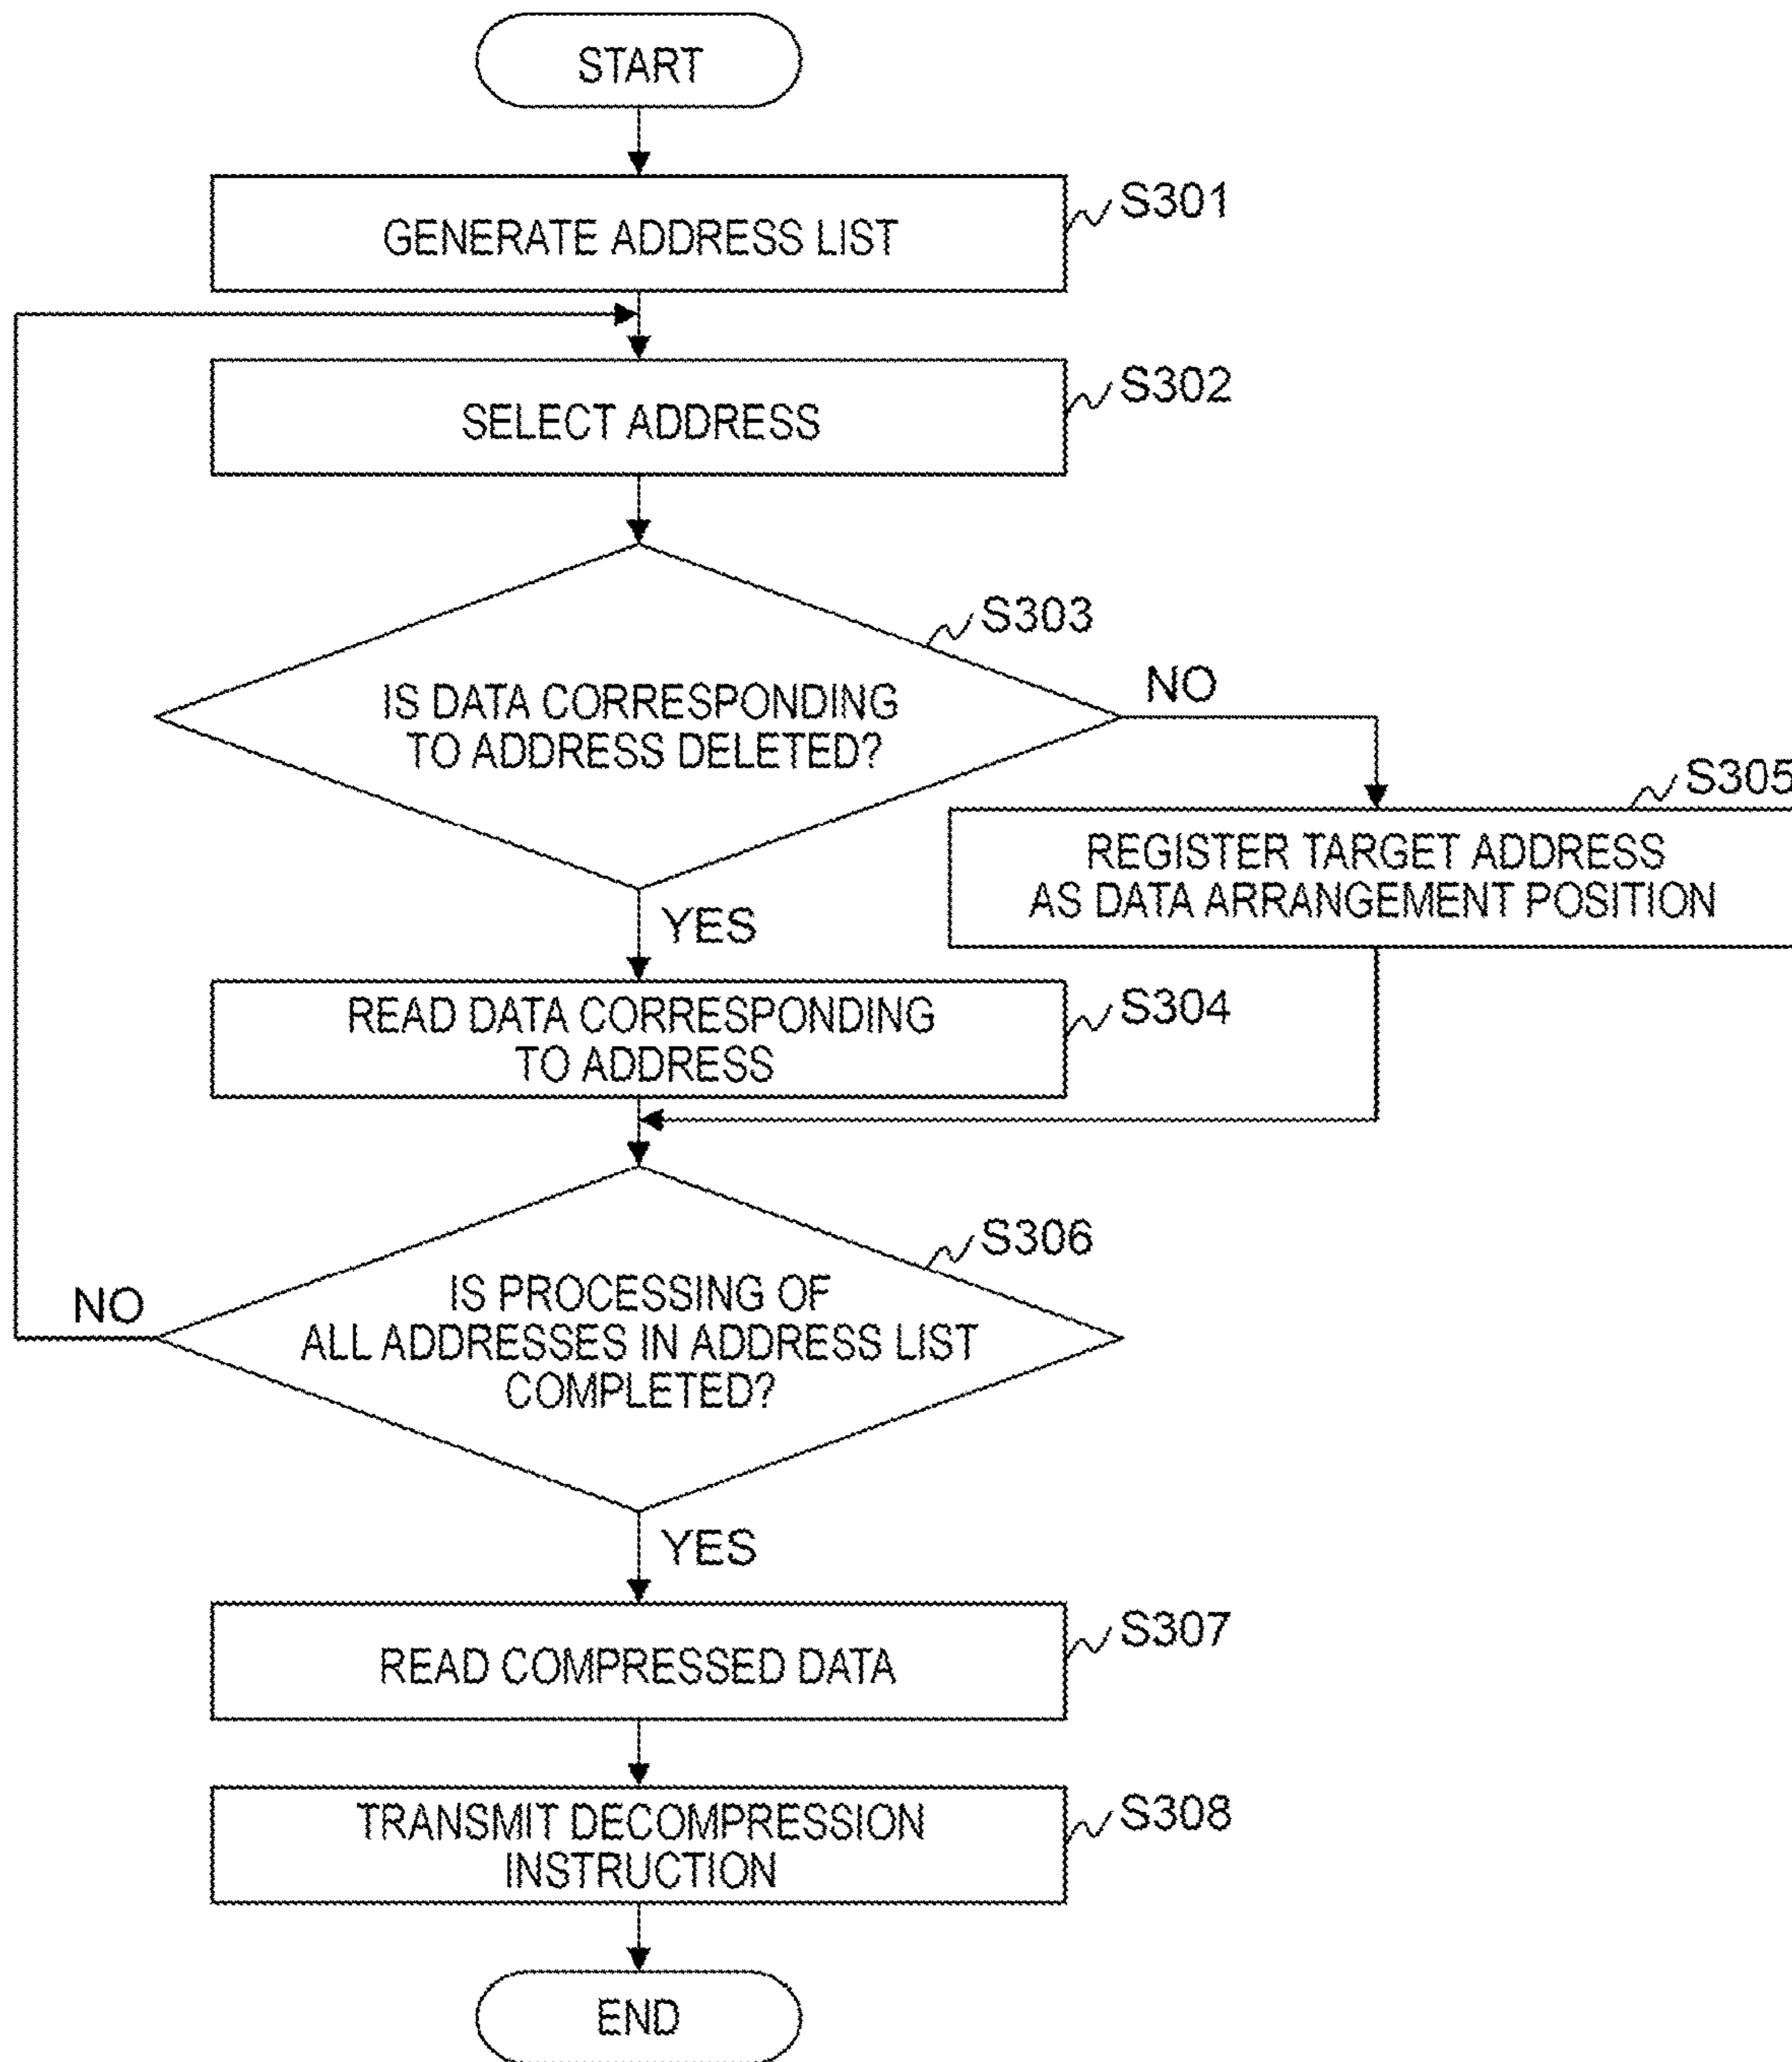 START
GENERATE ADDRESS LIST
S301
SELECT ADDRESS
S302
S303
IS DATA CORRESPONDING
TO ADDRESS DELETED?
NO
YES
S305
REGISTER TARGET ADDRESS
AS DATA ARRANGEMENT POSITION
READ DATA CORRESPONDING
TO ADDRESS
S304
S306
IS PROCESSING OF
ALL ADDRESSES IN ADDRESS LIST
COMPLETED?
NO
YES
READ COMPRESSED DATA
S307
TRANSMIT DECOMPRESSION
INSTRUCTION
S308
END